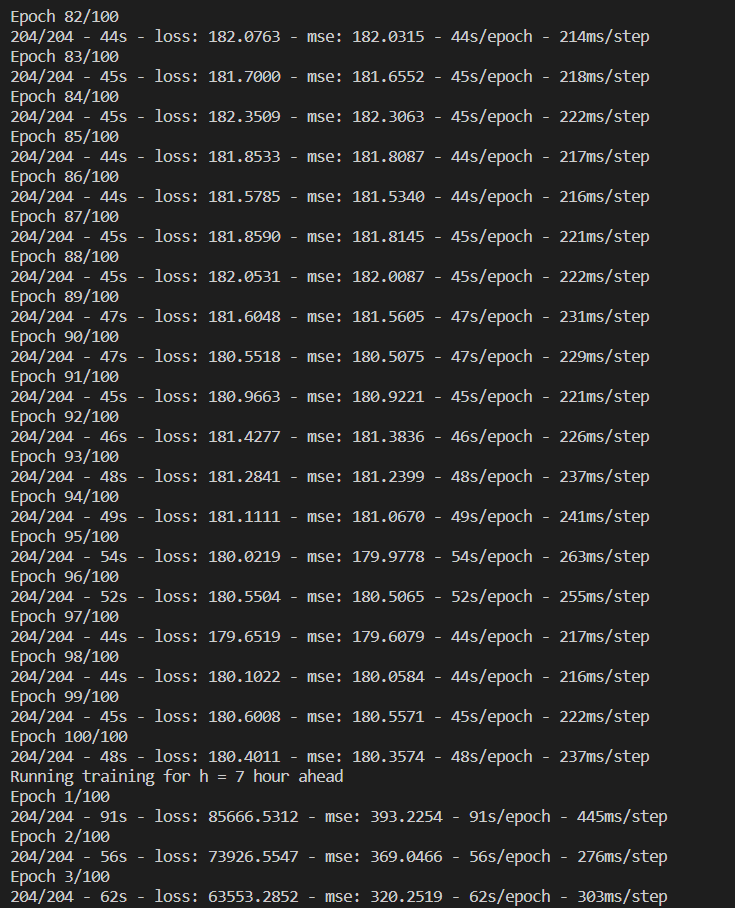 Epoch 82/100
204/204 - 44s - loss: 182.0763 - mse: 182.0315 - 44s/epoch - 214ms/step
Epoch 83/100
204/204 - 45s - loss: 181.7000 - mse: 181.6552 - 45s/epoch - 218ms/step
Epoch 84/100
204/204 - 45s - loss: 182.3509 - mse: 182.3063 - 45s/epoch - 222ms/step
Epoch 85/100
204/204 - 44s - loss: 181.8533 - mse: 181.8087 - 44s/epoch - 217ms/step
Epoch 86/100
204/204 - 44s - loss: 181.5785 - mse: 181.5340 - 44s/epoch - 216ms/step
Epoch 87/100
204/204 - 45s - loss: 181.8590 - mse: 181.8145 - 45s/epoch - 221ms/step
Epoch 88/100
204/204 - 45s - loss: 182.0531 - mse: 182.0087 - 45s/epoch - 222ms/step
Epoch 89/100
204/204 - 47s - loss: 181.6048 - mse: 181.5605 - 47s/epoch - 231ms/step
Epoch 90/100
204/204 - 47s - loss: 180.5518 - mse: 180.5075 - 47s/epoch - 229ms/step
Epoch 91/100
204/204 - 45s - loss: 180.9663 - mse: 180.9221 - 45s/epoch - 221ms/step
Epoch 92/100
204/204 - 46s - loss: 181.4277 - mse: 181.3836 - 46s/epoch - 226ms/step
Epoch 93/100
204/204 - 48s - loss: 181.2841 - mse: 181.2399 - 48s/epoch - 237ms/step
Epoch 94/100
204/204 - 49s - loss: 181.1111 - mse: 181.0670 - 49s/epoch - 241ms/step
Epoch 95/100
204/204 - 54s - loss: 180.0219 - mse: 179.9778 - 54s/epoch - 263ms/step
Epoch 96/100
204/204 - 52s - loss: 180.5504 - mse: 180.5065 - 52s/epoch - 255ms/step
Epoch 97/100
204/204 - 44s - loss: 179.6519 - mse: 179.6079 - 44s/epoch - 217ms/step
Epoch 98/100
204/204 - 44s - loss: 180.1022 - mse: 180.0584 - 44s/epoch - 216ms/step
Epoch 99/100
204/204 - 45s - loss: 180.6008 - mse: 180.5571 - 45s/epoch - 222ms/step
Epoch 100/100
204/204 - 48s - loss: 180.4011 - mse: 180.3574 - 48s/epoch - 237ms/step
Running training for h = 7 hour ahead
Epoch 1/100
204/204 - 91s - loss: 85666.5312 - mse: 393.2254 - 91s/epoch - 445ms/step
Epoch 2/100
204/204 - 56s - loss: 73926.5547 - mse: 369.0466 - 56s/epoch - 276ms/step
Epoch 3/100
204/204 - 62s - loss: 63553.2852 - mse: 320.2519 - 62s/epoch - 303ms/step